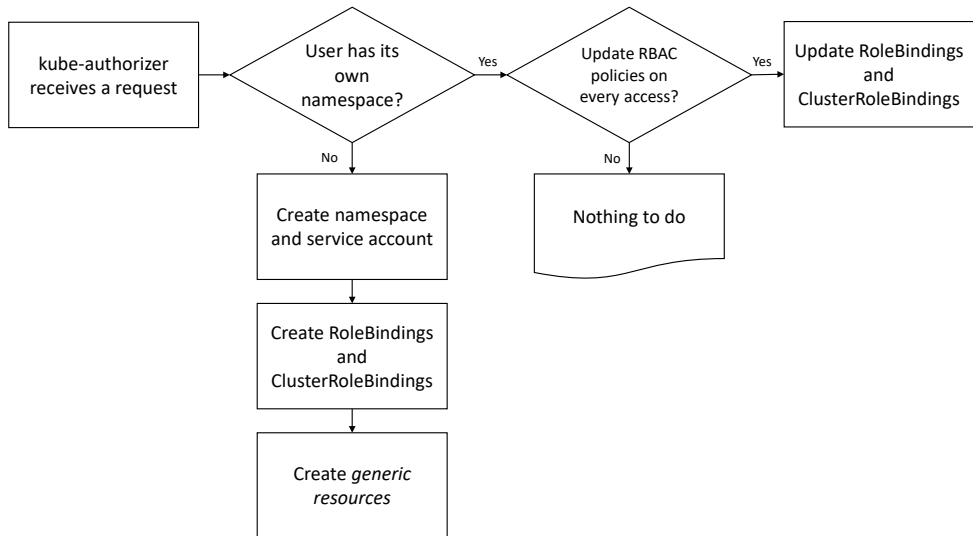 kube-authorizer
receives a request
User has its
own
namespace?
Yes
Update RBAC
policies on
every access?
Yes
Update RoleBindings
and
ClusterRoleBindings
No
Create namespace
and service account
No
Nothing to do
Create RoleBindings
and
ClusterRoleBindings
Create generic
resources